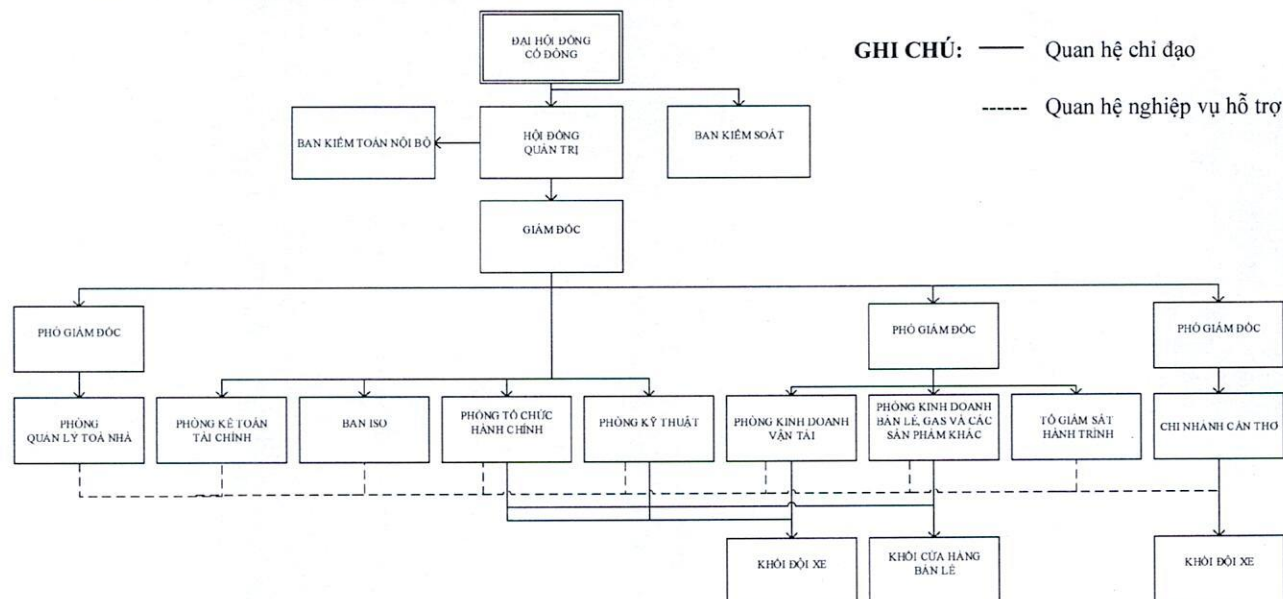 ĐẠI HỘI ĐỒNG
CỔ ĐÔNG
GHI CHÚ:
Quan hệ chỉ đạo
Quan hệ nghiệp vụ hỗ trợ
BAN KIỂM TOÁN NỘI BỘ
HỘI ĐỒNG
QUẢN TRỊ
BAN KIỂM SOÁT
GIÁM ĐỐC
PHÓ GIÁM ĐỐC
PHÓ GIÁM ĐỐC
PHÓ GIÁM ĐỐC
PHÒNG
QUẢN LÝ TOÀ NHÀ
PHÒNG KẾ TOÁN
TÀI CHÍNH
BAN ISO
PHÒNG TỔ CHỨC
HÀNH CHÍNH
PHÒNG KỸ THUẬT
PHÒNG KINH DOANH
VẬN TẢI
PHÒNG KINH DOANH
BÁN LẺ, GAS VÀ CÁC
SẢN PHẨM KHÁC
TỔ GIÁM SÁT
HÀNH TRÌNH
CHI NHÁNH CẦN THƠ
KHỐI ĐỘI XE
KHỐI CỬA HÀNG
BÁN LẺ
KHỐI ĐỘI XE